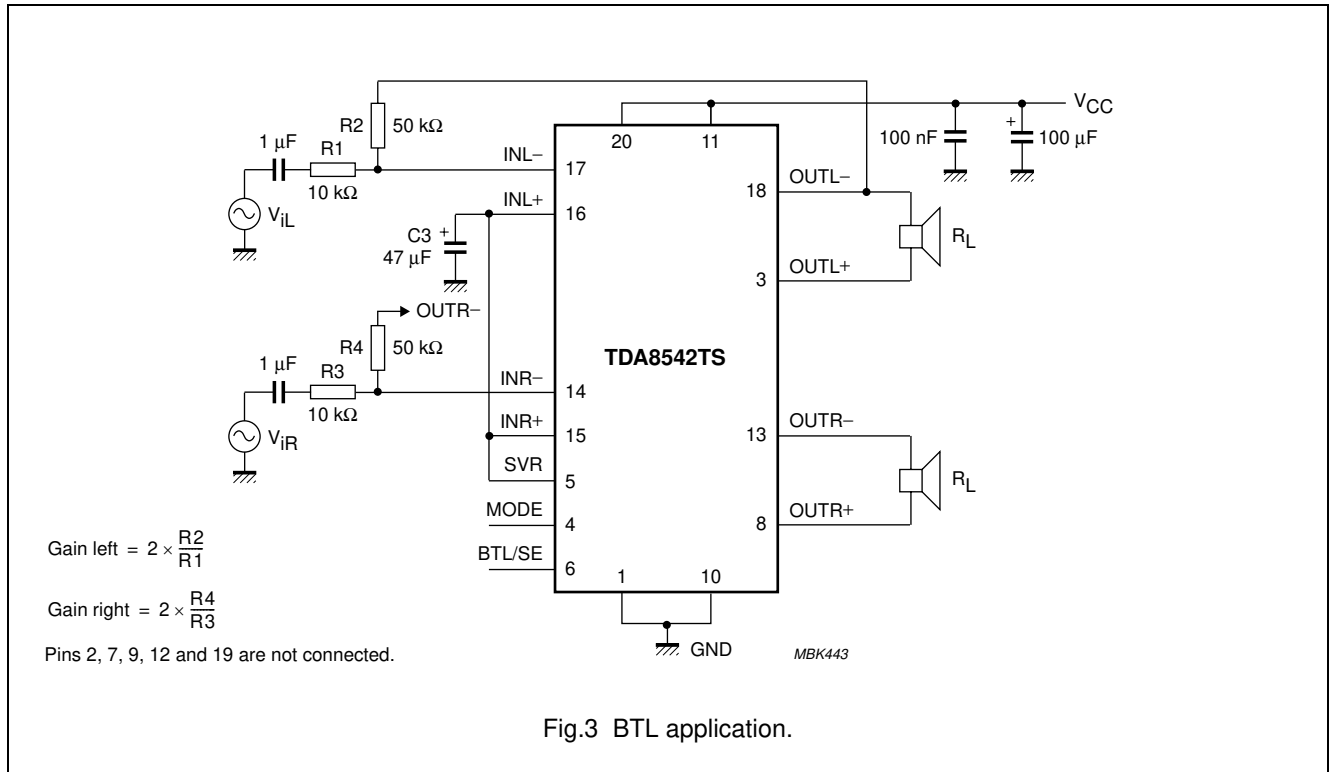 V_CC
R2
50 kΩ
20
11
100 nF
+
100 μF
1 μF
R1
10 kΩ
INL−
17
18
OUTL−
V_iL
INL+
16
C3
+
47 μF
R_L
3
OUTL+
OUTR−
R4
50 kΩ
TDA8542TS
1 μF
R3
10 kΩ
INR−
14
V_iR
INR+
15
13
OUTR−
SVR
5
R_L
MODE
4
8
OUTR+
BTL/SE
6
1
10
Gain left = 2 × R2/R1
Gain right = 2 × R4/R3
Pins 2, 7, 9, 12 and 19 are not connected.
GND
MBK443
Fig.3 BTL application.